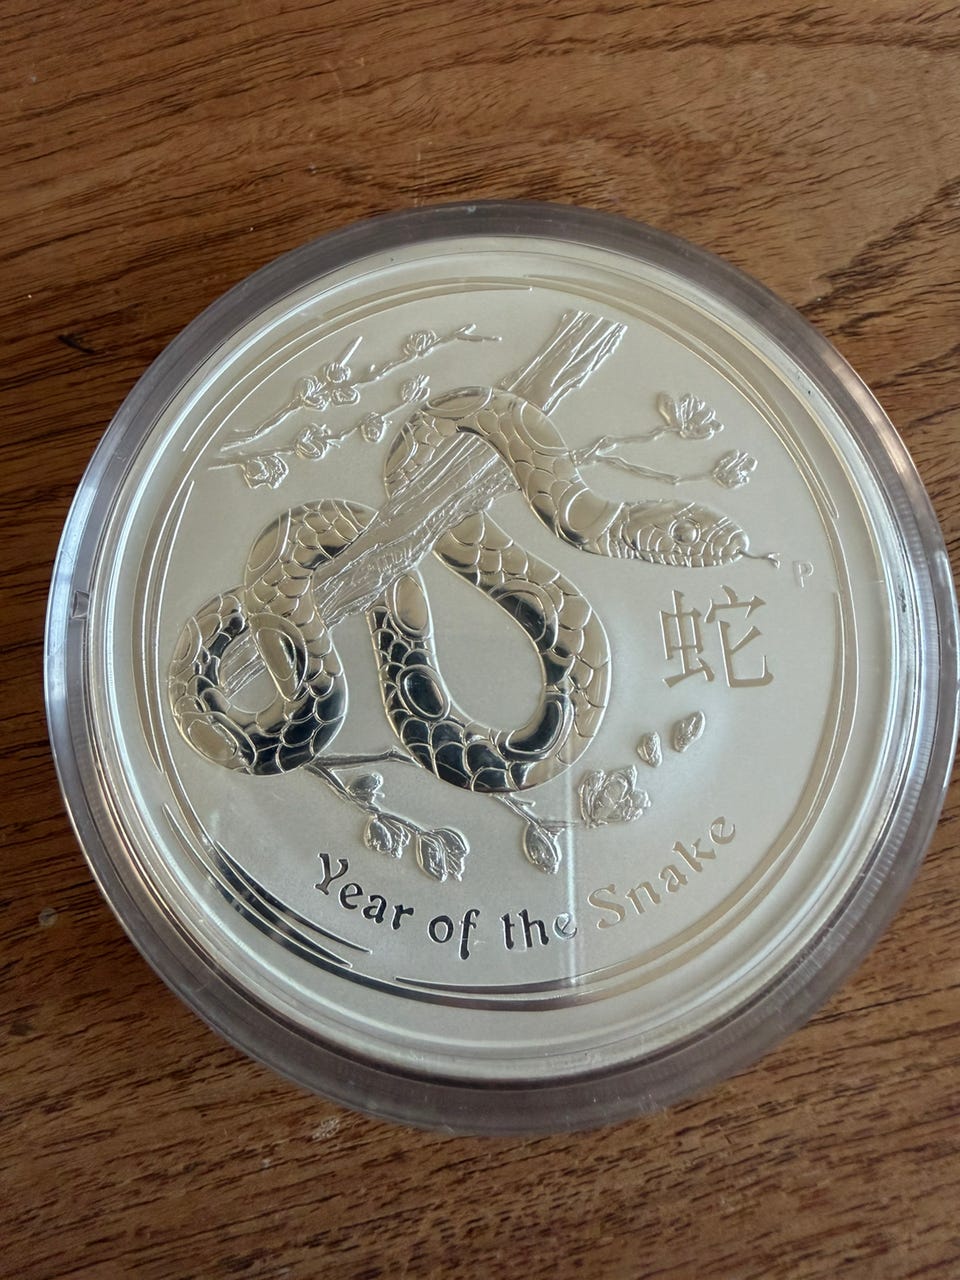 P
蛇
Year of the Snake